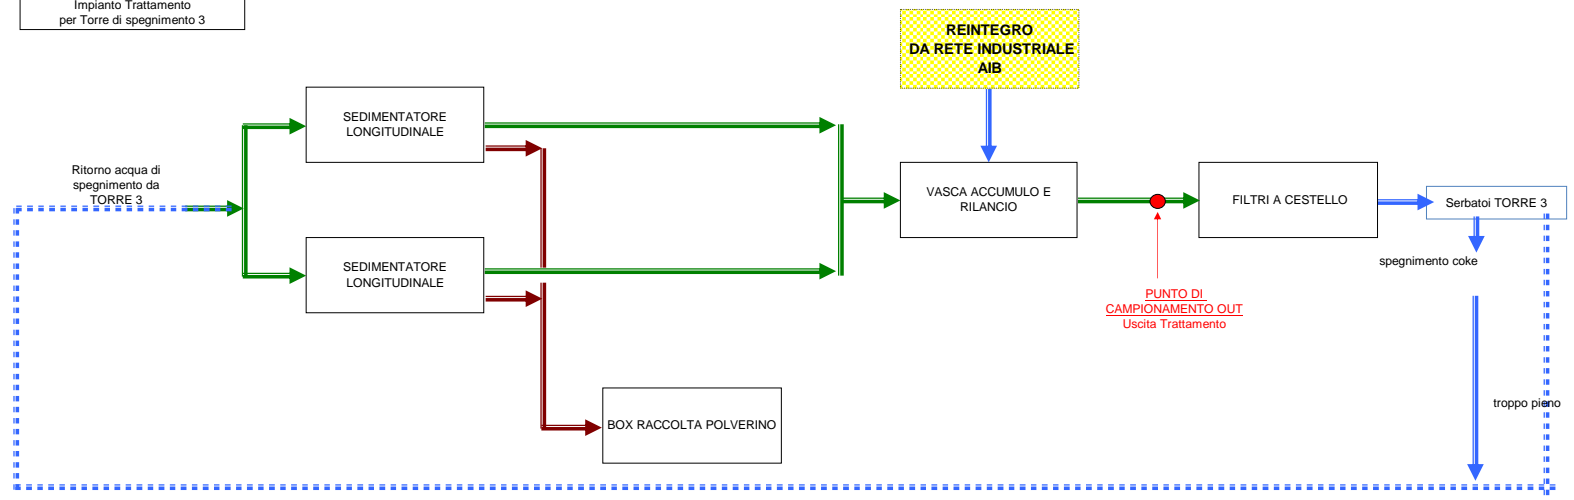 Impianto Trattamento
per Torre di spegnimento 3
REINTEGRO
DA RETE INDUSTRIALE
AIB
SEDIMENTATORE
LONGITUDINALE
Ritorno acqua di
spegnimento da
TORRE 3
VASCA ACCUMULO E
RILANCIO
FILTRI A CESTELLO
Serbatoi TORRE 3
SEDIMENTATORE
LONGITUDINALE
spegnimento coke
PUNTO DI
CAMPIONAMENTO OUT
Uscita Trattamento
troppo pieno
BOX RACCOLTA POLVERINO